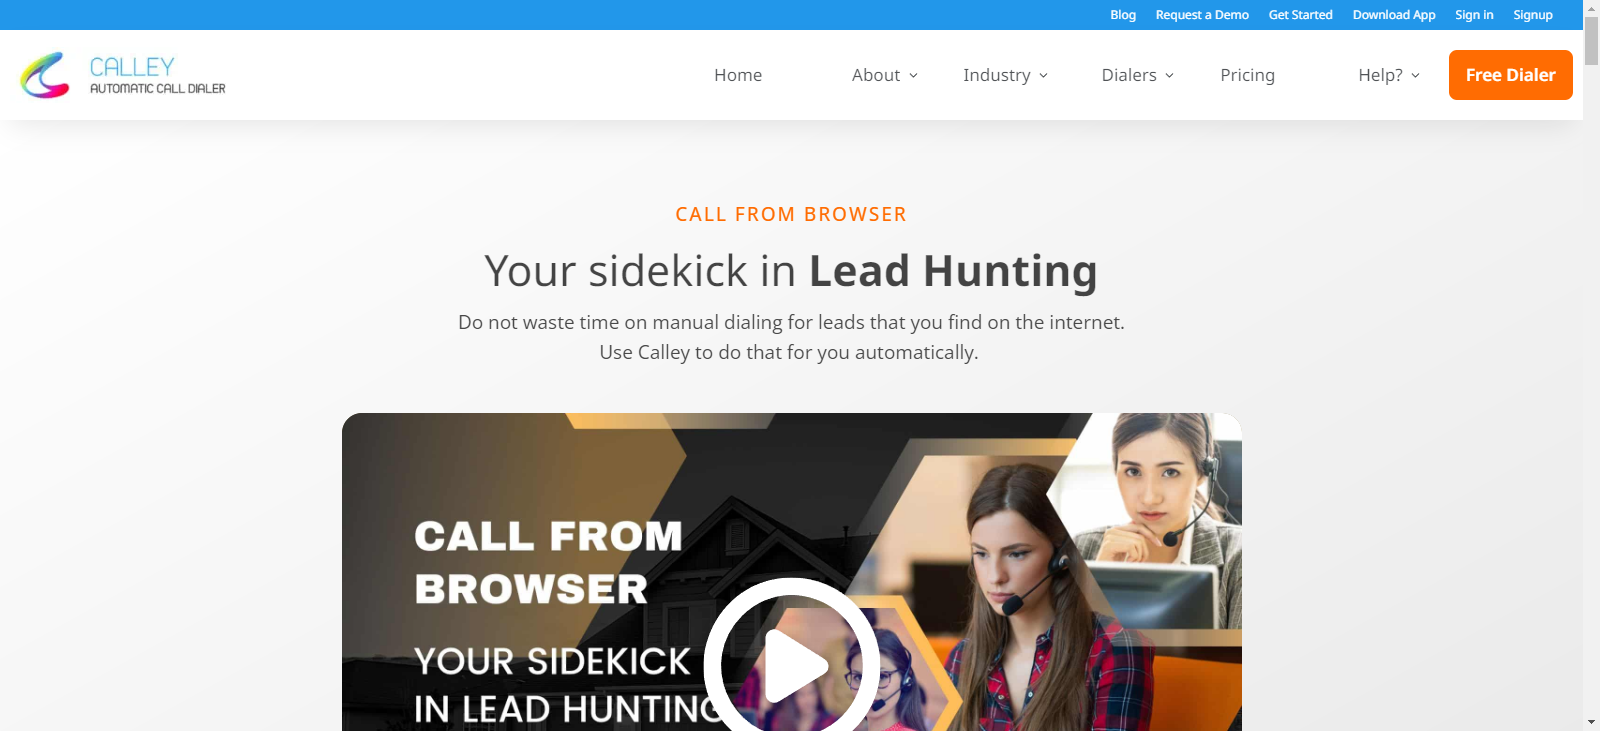 Blog Request a Demo Get Started Download App Sign in Signup
CALLEY
AUTOMATIC CALL DIALER
Home About Industry Dialers Pricing Help? Free Dialer
CALL FROM BROWSER
Your sidekick in Lead Hunting
Do not waste time on manual dialing for leads that you find on the internet.
Use Calley to do that for you automatically.
CALL FROM
BROWSER
YOUR SIDEKICK
IN LEAD HUNTING